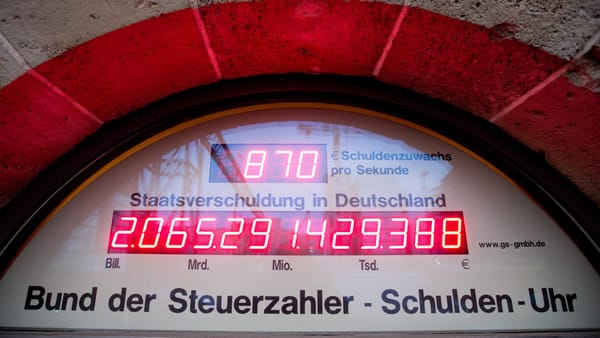 870 € Schuldenzuwachs
pro Sekunde
Staatsverschuldung in Deutschland
2.065.291.429.388
www.gs-gmbh.de
Bill. Mrd. Mio. Tsd. €
Bund der Steuerzahler - Schulden-Uhr